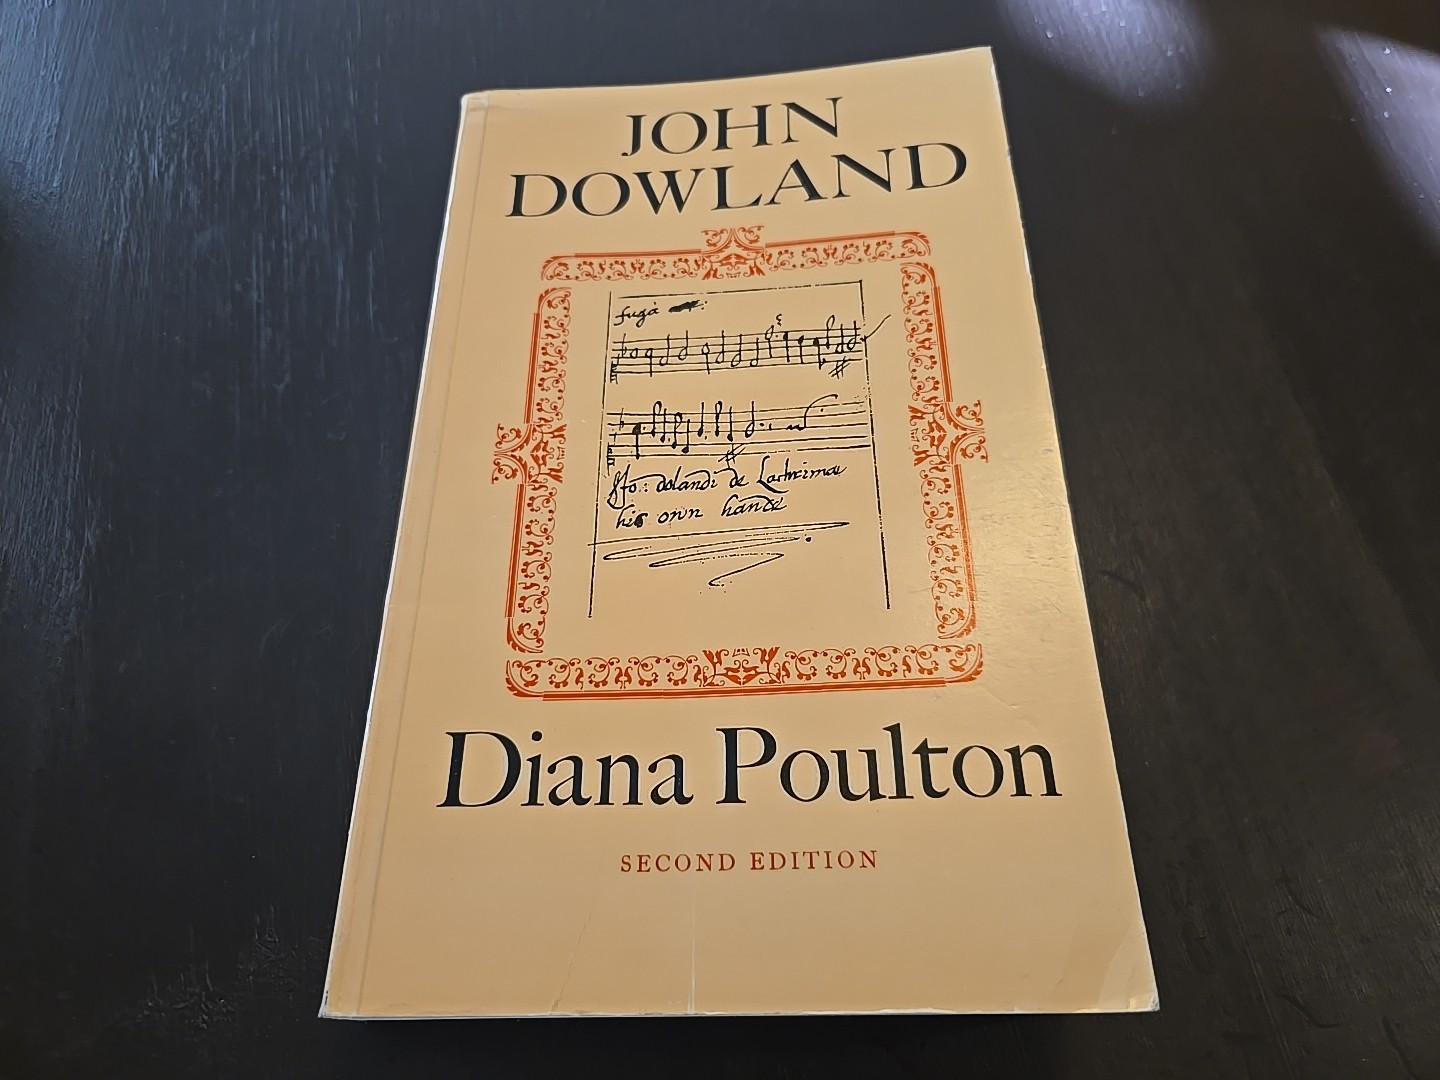 JOHN
DOWLAND
fuga
Jo: dolandi de Lachrimae
his own hande
Diana Poulton
SECOND EDITION